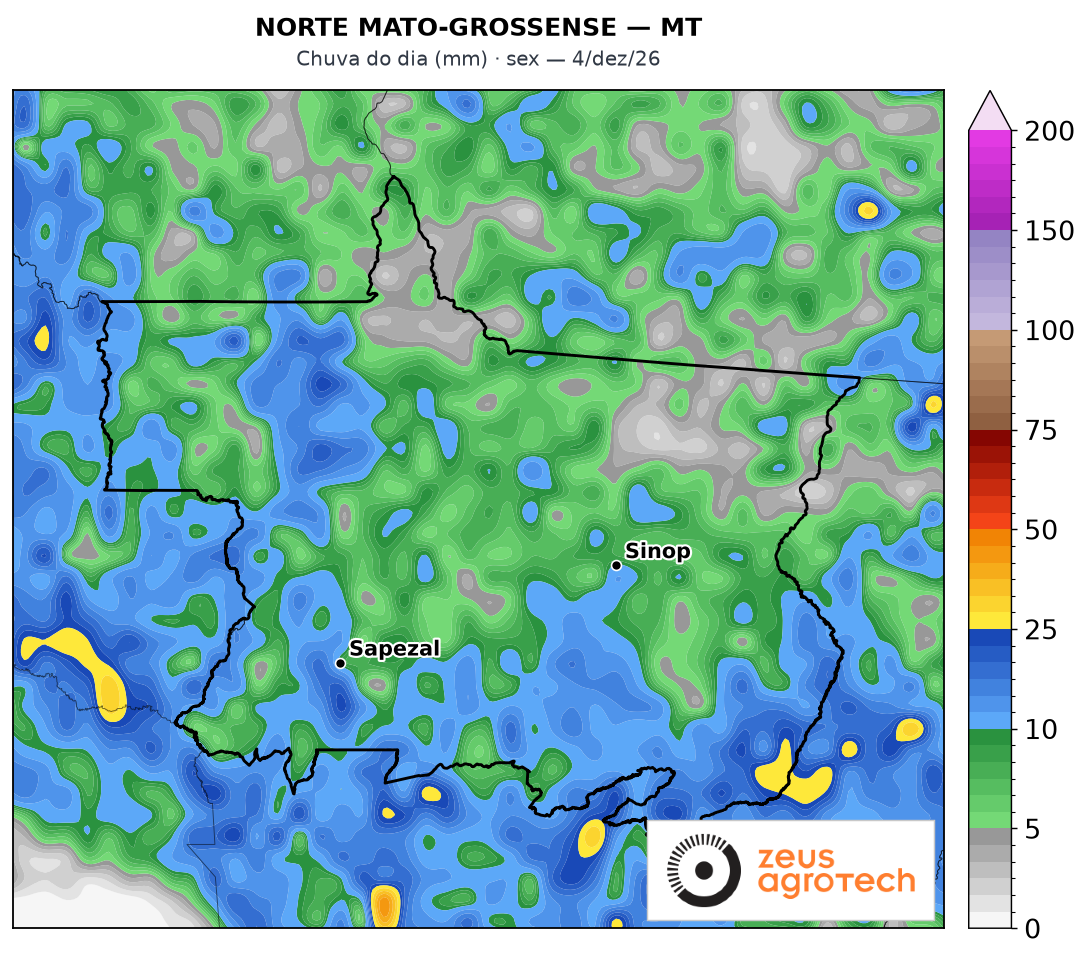 NORTE MATO-GROSSENSE — MT
Chuva do dia (mm) · sex — 4/dez/26
200
150
100
75
50
25
10
5
0
Sinop
Sapezal
zeus
agrotech